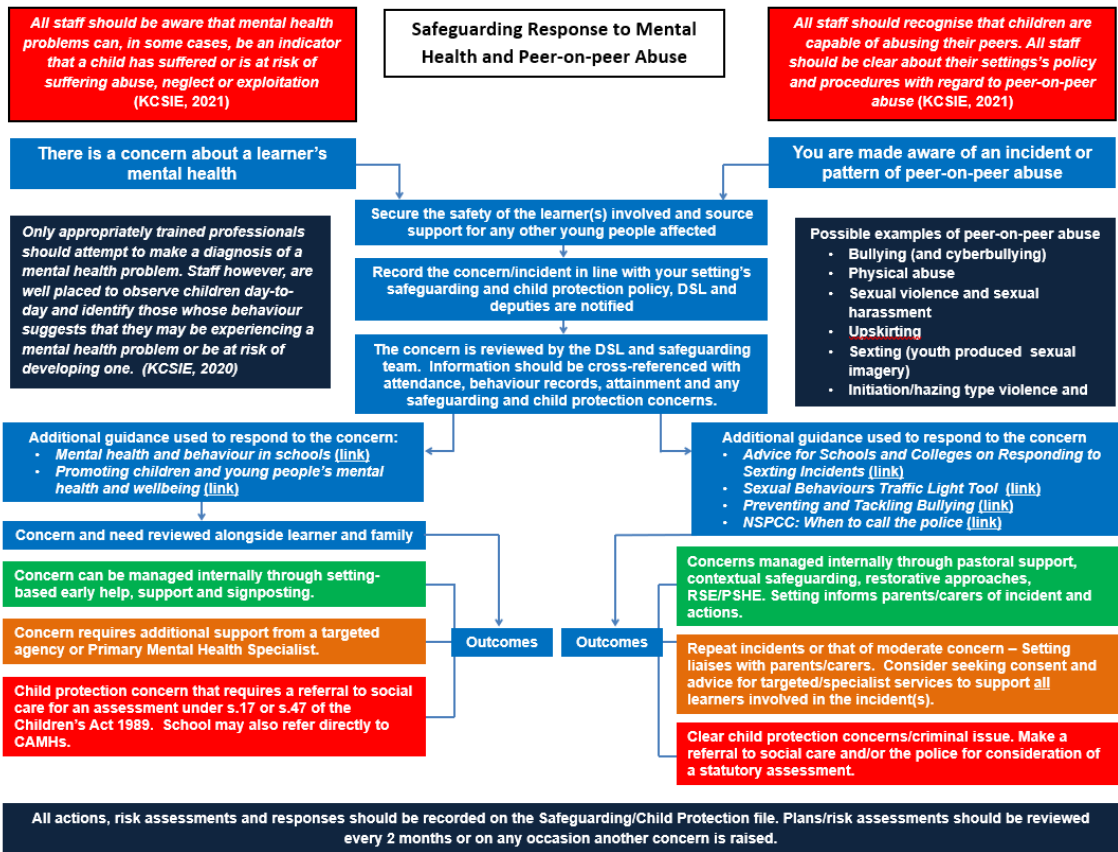 All staff should be aware that mental health
problems can, in some cases, be an indicator
that a child has suffered or is at risk of
suffering abuse, neglect or exploitation
(KCSIE, 2021)
Safeguarding Response to Mental
Health and Peer-on-peer Abuse
All staff should recognise that children are
capable of abusing their peers. All staff
should be clear about their settings's policy
and procedures with regard to peer-on-peer
abuse (KCSIE, 2021)
There is a concern about a learner's
mental health
You are made aware of an incident or
pattern of peer-on-peer abuse
Secure the safety of the learner(s) involved and source
support for any other young people affected
Only appropriately trained professionals
should attempt to make a diagnosis of a
mental health problem. Staff however, are
well placed to observe children day-to-
day and identify those whose behaviour
suggests that they may be experiencing a
mental health problem or be at risk of
developing one. (KCSIE, 2020)
Record the concern/incident in line with your setting's
safeguarding and child protection policy, DSL and
deputies are notified
Possible examples of peer-on-peer abuse
• Bullying (and cyberbullying)
• Physical abuse
• Sexual violence and sexual
harassment
• Upskirting
• Sexting (youth produced sexual
imagery)
• Initiation/hazing type violence and
The concern is reviewed by the DSL and safeguarding
team. Information should be cross-referenced with
attendance, behaviour records, attainment and any
safeguarding and child protection concerns.
Additional guidance used to respond to the concern:
• Mental health and behaviour in schools (link)
• Promoting children and young people's mental
health and wellbeing (link)
Additional guidance used to respond to the concern
• Advice for Schools and Colleges on Responding to
Sexting Incidents (link)
• Sexual Behaviours Traffic Light Tool (link)
• Preventing and Tackling Bullying (link)
• NSPCC: When to call the police (link)
Concern and need reviewed alongside learner and family
Concern can be managed internally through setting-
based early help, support and signposting.
Concern requires additional support from a targeted
agency or Primary Mental Health Specialist.
Child protection concern that requires a referral to social
care for an assessment under s.17 or s.47 of the
Children's Act 1989. School may also refer directly to
CAMHs.
Outcomes
Outcomes
Concerns managed internally through pastoral support,
contextual safeguarding, restorative approaches,
RSE/PSHE. Setting informs parents/carers of incident and
actions.
Repeat incidents or that of moderate concern – Setting
liaises with parents/carers. Consider seeking consent and
advice for targeted/specialist services to support all
learners involved in the incident(s).
Clear child protection concerns/criminal issue. Make a
referral to social care and/or the police for consideration of
a statutory assessment.
All actions, risk assessments and responses should be recorded on the Safeguarding/Child Protection file. Plans/risk assessments should be reviewed
every 2 months or on any occasion another concern is raised.